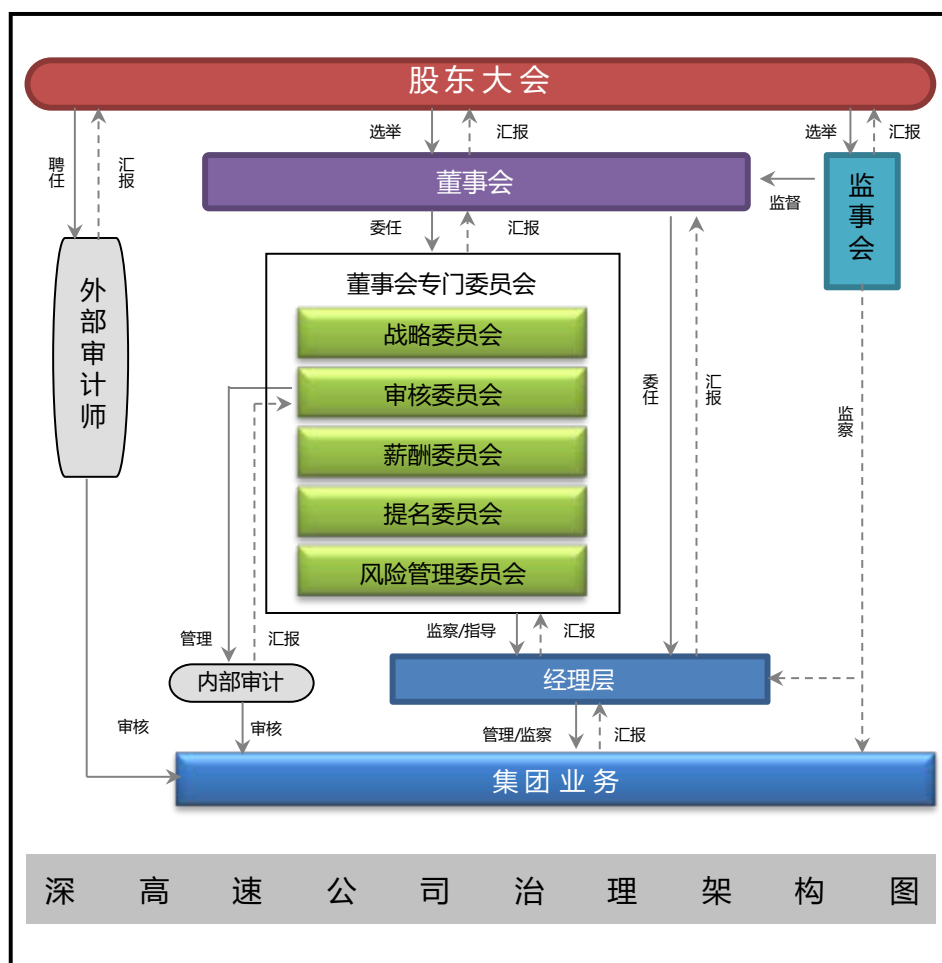 股东大会
选举
汇报
选举
汇报
聘任
汇报
董事会
监督
监事会
委任
汇报
外部审计师
董事会专门委员会
战略委员会
审核委员会
薪酬委员会
提名委员会
风险管理委员会
委任
汇报
监察
管理
汇报
监察/指导
汇报
内部审计
经理层
审核
审核
管理/监察
汇报
集团业务
深高速公司治理架构图